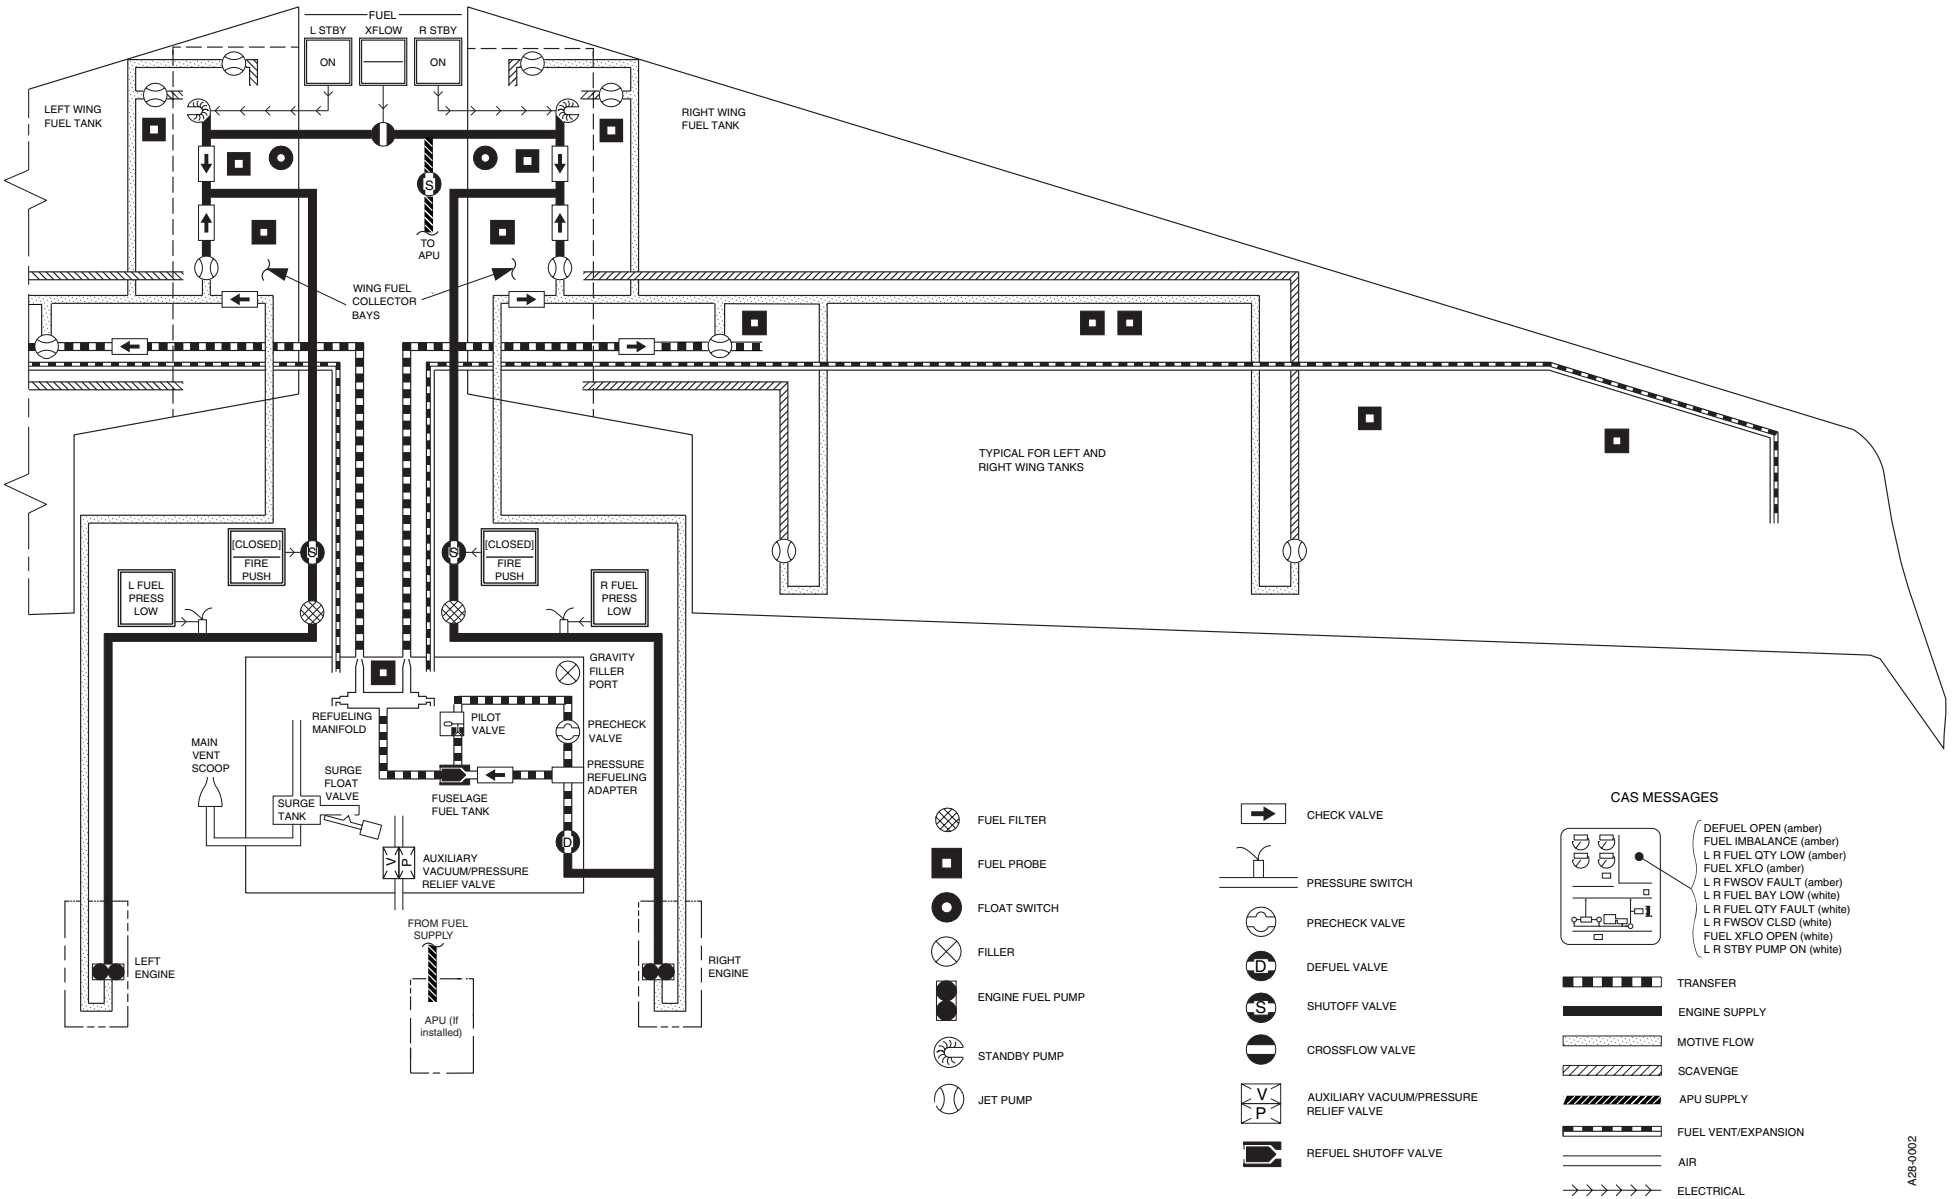 FUEL
L STBY
XFLOW
R STBY
ON
ON
LEFT WING
FUEL TANK
RIGHT WING
FUEL TANK
S
TO
APU
WING FUEL
COLLECTOR
BAYS
TYPICAL FOR LEFT AND
RIGHT WING TANKS
[CLOSED]
FIRE
PUSH
S
S
[CLOSED]
FIRE
PUSH
L FUEL
PRESS
LOW
R FUEL
PRESS
LOW
GRAVITY
FILLER
PORT
REFUELING
MANIFOLD
PILOT
VALVE
PRECHECK
VALVE
MAIN
VENT
SCOOP
SURGE
FLOAT
VALVE
SURGE
TANK
PRESSURE
REFUELING
ADAPTER
FUSELAGE
FUEL TANK
D
V P
AUXILIARY
VACUUM/PRESSURE
RELIEF VALVE
FROM FUEL
SUPPLY
LEFT
ENGINE
RIGHT
ENGINE
APU (If
installed)
FUEL FILTER
FUEL PROBE
FLOAT SWITCH
FILLER
ENGINE FUEL PUMP
STANDBY PUMP
JET PUMP
CHECK VALVE
PRESSURE SWITCH
PRECHECK VALVE
D
DEFUEL VALVE
S
SHUTOFF VALVE
CROSSFLOW VALVE
V
P
AUXILIARY VACUUM/PRESSURE
RELIEF VALVE
REFUEL SHUTOFF VALVE
CAS MESSAGES
DEFUEL OPEN (amber)
FUEL IMBALANCE (amber)
L R FUEL QTY LOW (amber)
FUEL XFLO (amber)
L R FWSOV FAULT (amber)
L R FUEL BAY LOW (white)
L R FUEL QTY FAULT (white)
L R FWSOV CLSD (white)
FUEL XFLO OPEN (white)
L R STBY PUMP ON (white)
TRANSFER
ENGINE SUPPLY
MOTIVE FLOW
SCAVENGE
APU SUPPLY
FUEL VENT/EXPANSION
AIR
ELECTRICAL
A28-0002